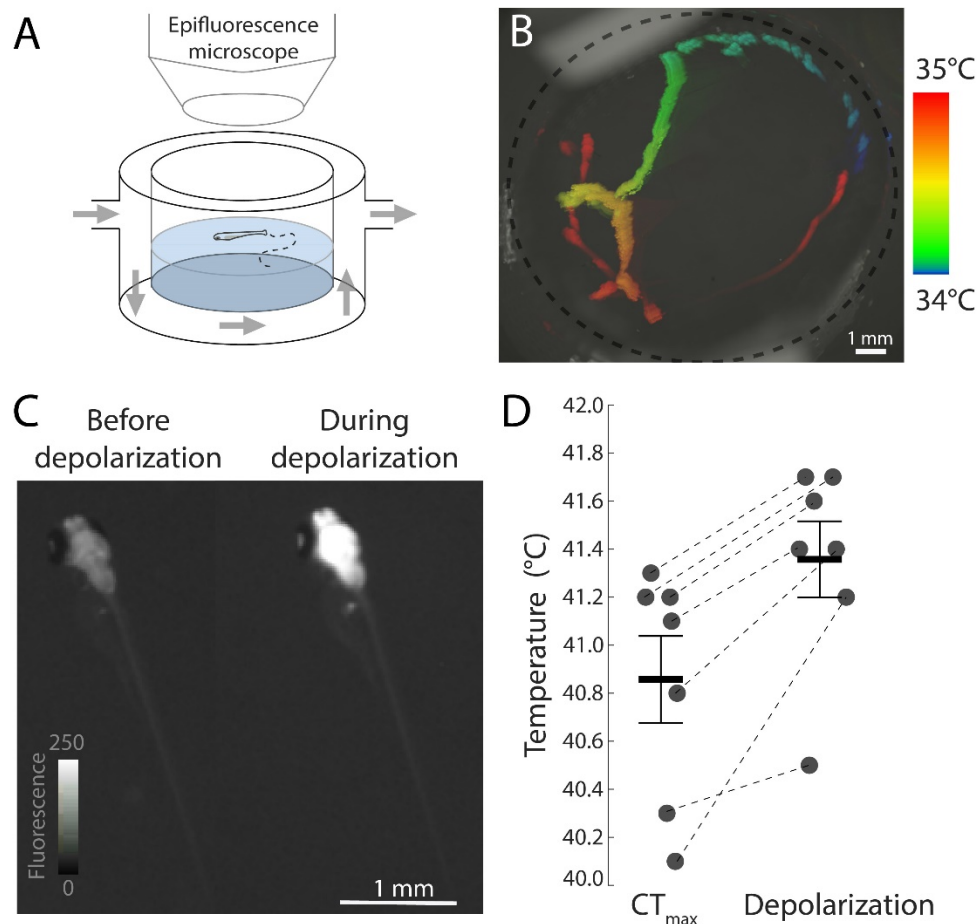 A
Epifluorescence
microscope
B
35°C
34°C
1 mm
C
Before
depolarization
During
depolarization
250
Fluorescence
0
1 mm
D
42.0
41.8
41.6
41.4
41.2
41.0
40.8
40.6
40.4
40.2
40.0
Temperature (°C)
CTmax
Depolarization